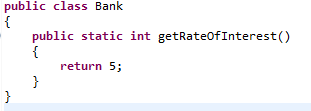 public class Bank
{
    public static int getRateOfInterest()
    {
        return 5;
    }
}